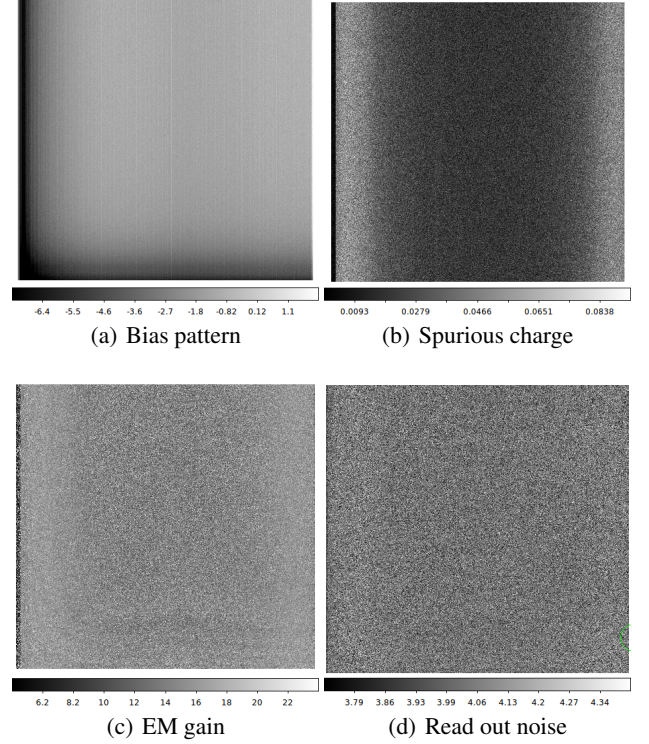 -6.4 -5.5 -4.6 -3.6 -2.7 -1.8 -0.82 0.12 1.1
(a) Bias pattern
0.0093 0.0279 0.0466 0.0651 0.0838
(b) Spurious charge
6.2 8.2 10 12 14 16 18 20 22
(c) EM gain
3.79 3.86 3.93 3.99 4.06 4.13 4.2 4.27 4.34
(d) Read out noise